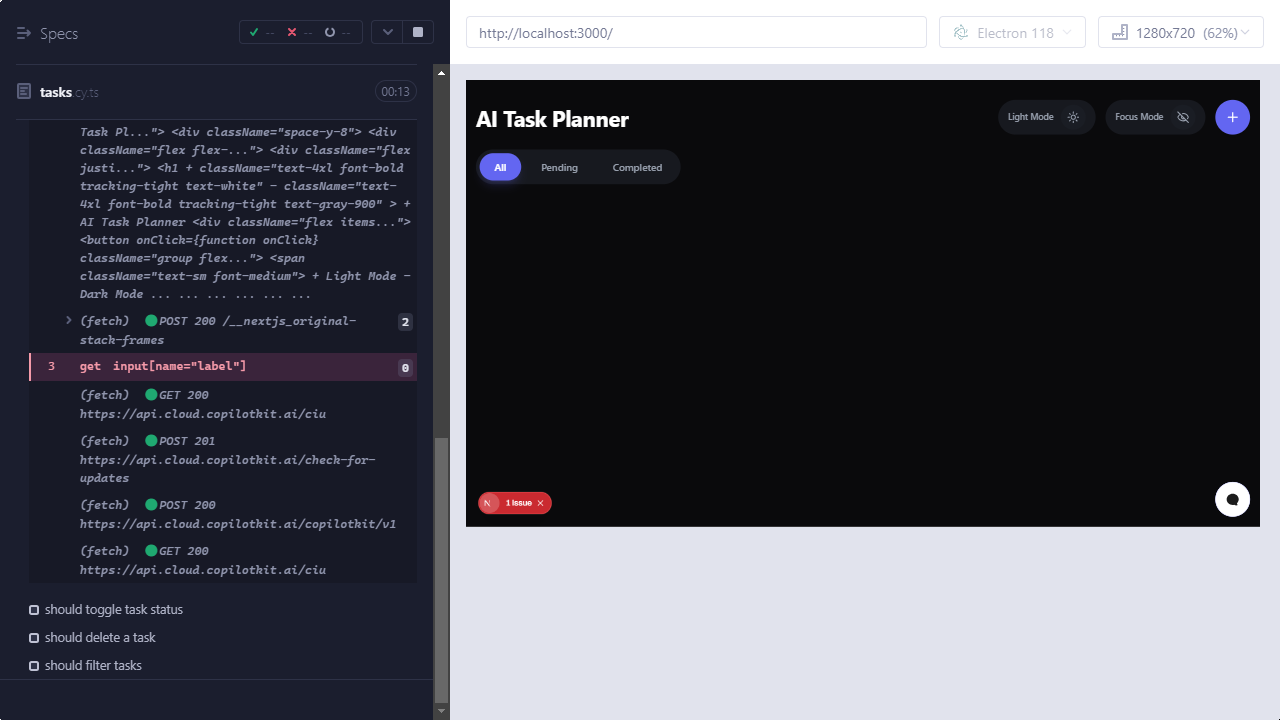 Specs
-- -- --
http://localhost:3000/
Electron 118
1280x720 (62%)
tasks.cy.ts
00:13
Task Pl..."> <div className="space-y-8"> <div
className="flex flex-..."> <div className="flex
justi..."> <h1 + className="text-4xl font-bold
tracking-tight text-white" - className="text-
4xl font-bold tracking-tight text-gray-900" > +
AI Task Planner <div className="flex items...">
<button onClick={function onClick}
className="group flex..."> <span
className="text-sm font-medium"> + Light Mode -
Dark Mode ... ... ... ... ... ...
(fetch) POST 200 /__nextjs_original-
stack-frames
2
3 get input[name="label"]
0
(fetch) GET 200
https://api.cloud.copilotkit.ai/ciu
(fetch) POST 201
https://api.cloud.copilotkit.ai/check-for-
updates
(fetch) POST 200
https://api.cloud.copilotkit.ai/copilotkit/v1
(fetch) GET 200
https://api.cloud.copilotkit.ai/ciu
should toggle task status
should delete a task
should filter tasks
AI Task Planner
Light Mode
Focus Mode
All
Pending
Completed
N 1 Issue